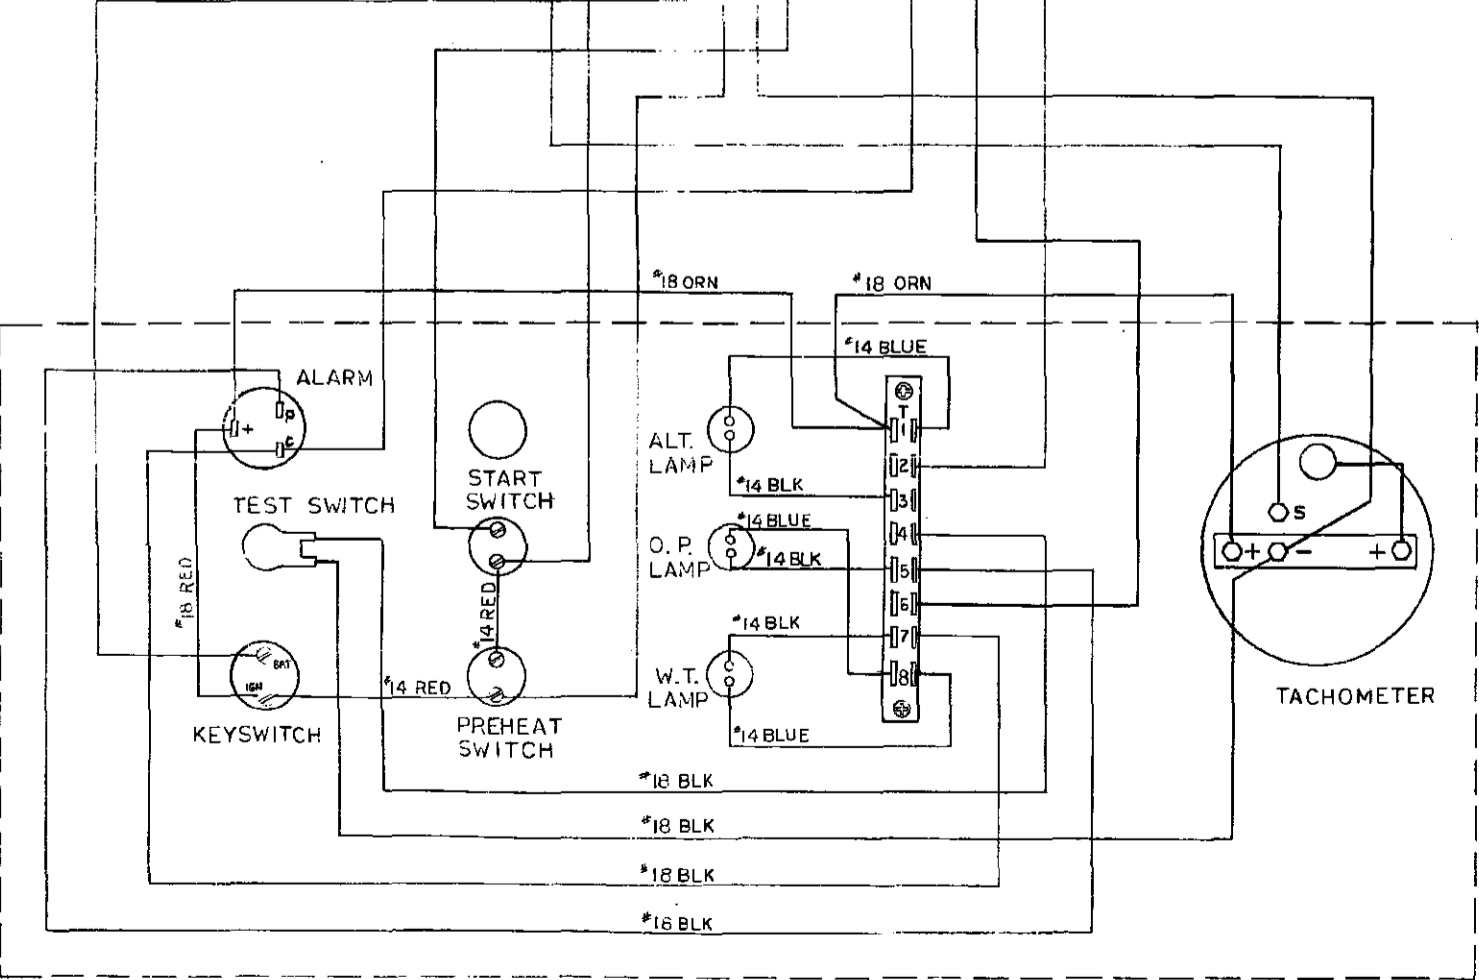 #18 ORN
#18 ORN
#14 BLUE
ALARM
P
+
C
T
1
ALT.
LAMP
2
START
SWITCH
#14 BLK
3
TEST SWITCH
S
#14 BLUE
4
O.P.
LAMP
#14 BLK
5
+
-
+
#18 RED
#14 RED
6
#14 BLK
7
BAT
IGN
#14 RED
W.T.
LAMP
8
TACHOMETER
KEYSWITCH
PREHEAT
SWITCH
#14 BLUE
#18 BLK
#18 BLK
#18 BLK
#18 BLK